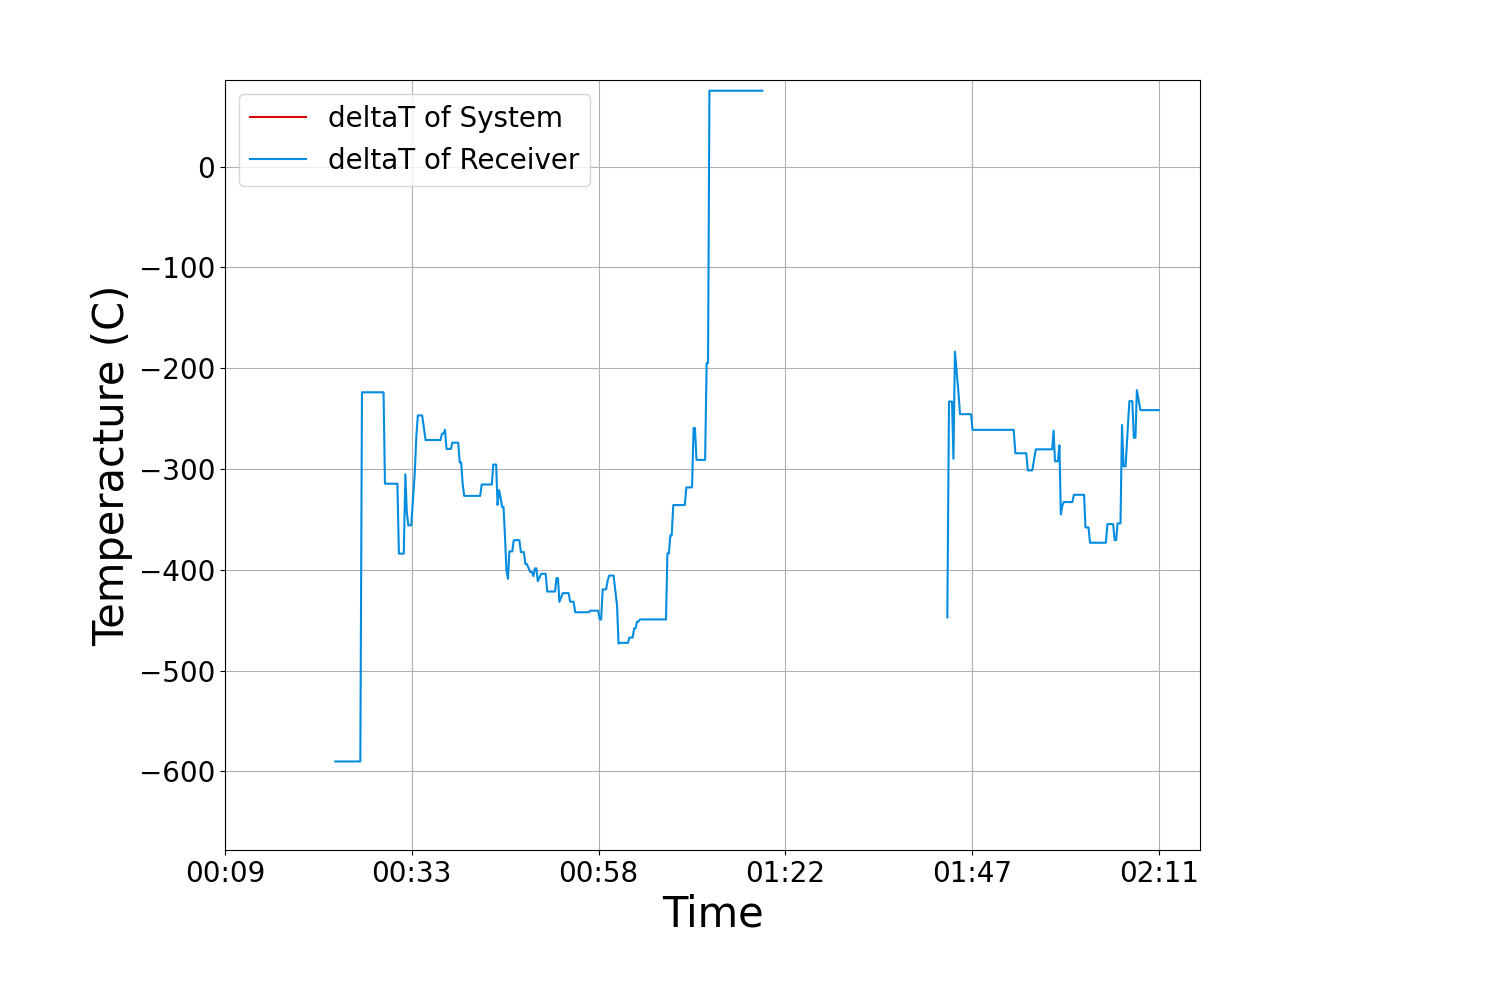 deltaT of System
deltaT of Receiver
0
−100
−200
−300
−400
−500
−600
Temperacture (C)
00:09 00:33 00:58 01:22 01:47 02:11
Time